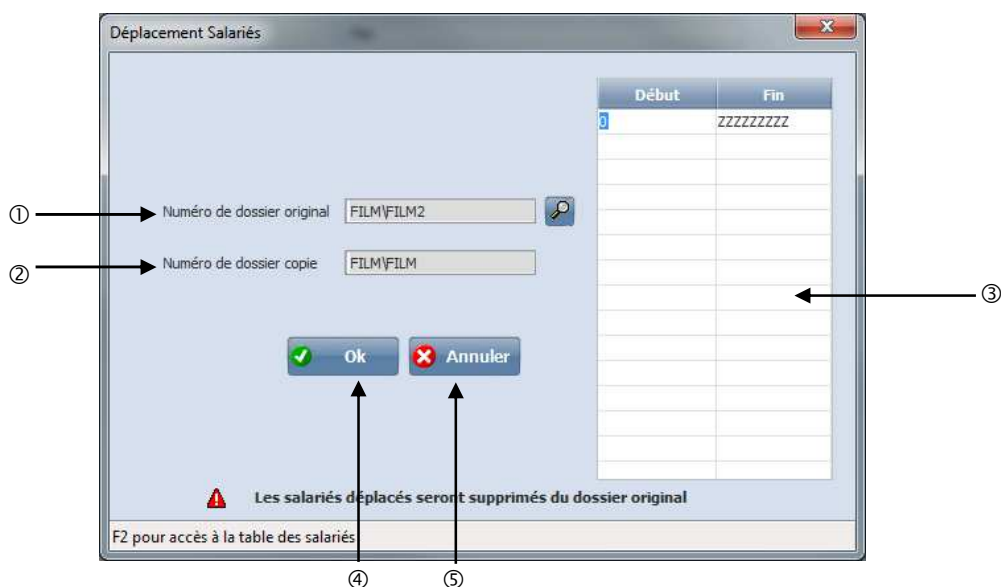 Déplacement Salariés
Début Fin
0 ZZZZZZZZZ
① Numéro de dossier original FILM\FILM2
② Numéro de dossier copie FILM\FILM
③
Ok Annuler
Les salariés déplacés seront supprimés du dossier original
F2 pour accès à la table des salariés
④ ⑤